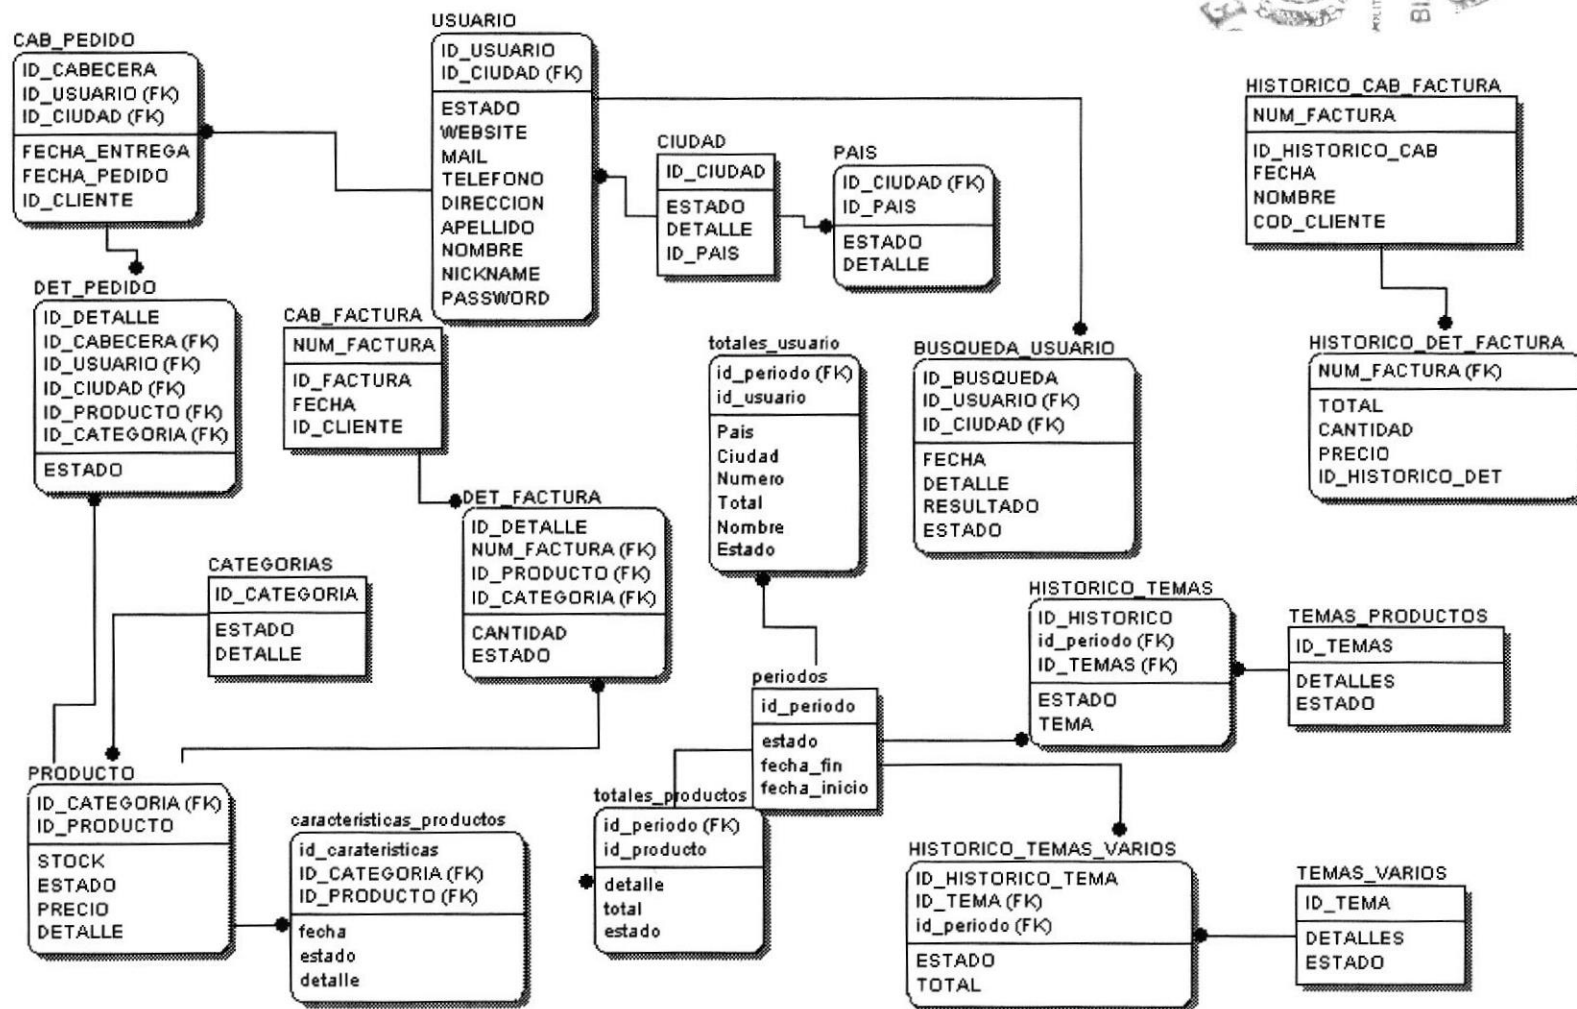 CAB_PEDIDO
ID_CABECERA
ID_USUARIO (FK)
ID_CIUDAD (FK)
FECHA_ENTREGA
FECHA_PEDIDO
ID_CLIENTE
USUARIO
ID_USUARIO
ID_CIUDAD (FK)
ESTADO
WEBSITE
MAIL
TELEFONO
DIRECCION
APELLIDO
NOMBRE
NICKNAME
PASSWORD
CIUDAD
ID_CIUDAD
ESTADO
DETALLE
ID_PAIS
PAIS
ID_CIUDAD (FK)
ID_PAIS
ESTADO
DETALLE
HISTORICO_CAB_FACTURA
NUM_FACTURA
ID_HISTORICO_CAB
FECHA
NOMBRE
COD_CLIENTE
DET_PEDIDO
ID_DETALLE
ID_CABECERA (FK)
ID_USUARIO (FK)
ID_CIUDAD (FK)
ID_PRODUCTO (FK)
ID_CATEGORIA (FK)
ESTADO
CAB_FACTURA
NUM_FACTURA
ID_FACTURA
FECHA
ID_CLIENTE
totales_usuario
id_periodo (FK)
id_usuario
Pais
Ciudad
Numero
Total
Nombre
Estado
BUSQUEDA_USUARIO
ID_BUSQUEDA
ID_USUARIO (FK)
ID_CIUDAD (FK)
FECHA
DETALLE
RESULTADO
ESTADO
HISTORICO_DET_FACTURA
NUM_FACTURA (FK)
TOTAL
CANTIDAD
PRECIO
ID_HISTORICO_DET
DET_FACTURA
ID_DETALLE
NUM_FACTURA (FK)
ID_PRODUCTO (FK)
ID_CATEGORIA (FK)
CANTIDAD
ESTADO
CATEGORIAS
ID_CATEGORIA
ESTADO
DETALLE
HISTORICO_TEMAS
ID_HISTORICO
id_periodo (FK)
ID_TEMAS (FK)
ESTADO
TEMA
TEMAS_PRODUCTOS
ID_TEMAS
DETALLES
ESTADO
periodos
id_periodo
estado
fecha_fin
fecha_inicio
PRODUCTO
ID_CATEGORIA (FK)
ID_PRODUCTO
STOCK
ESTADO
PRECIO
DETALLE
caracteristicas_productos
id_carateristicas
ID_CATEGORIA (FK)
ID_PRODUCTO (FK)
fecha
estado
detalle
totales_productos
id_periodo (FK)
id_producto
detalle
total
estado
HISTORICO_TEMAS_VARIOS
ID_HISTORICO_TEMA
ID_TEMA (FK)
id_periodo (FK)
ESTADO
TOTAL
TEMAS_VARIOS
ID_TEMA
DETALLES
ESTADO